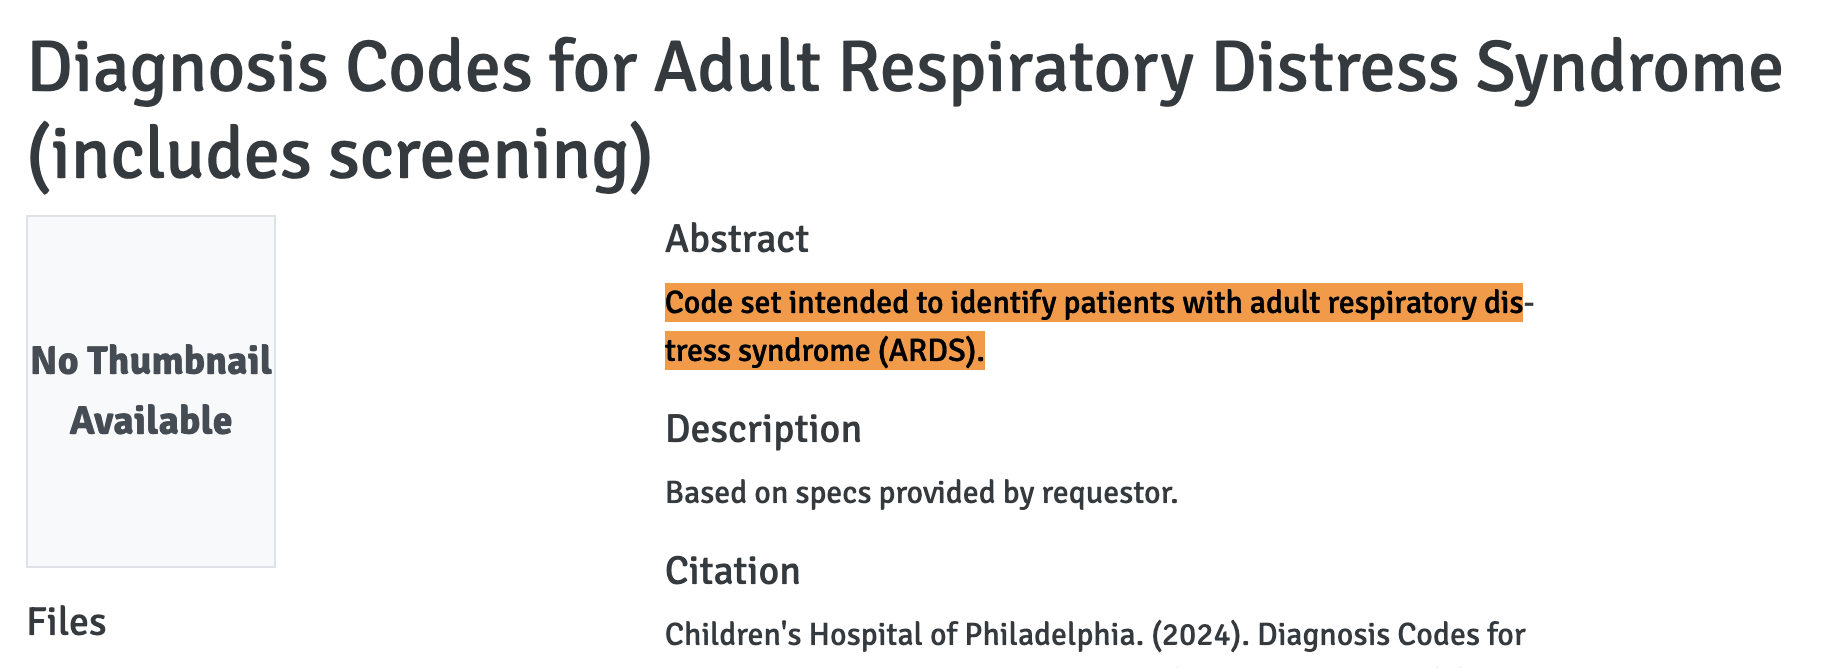 Diagnosis Codes for Adult Respiratory Distress Syndrome
(includes screening)
No Thumbnail
Available
Files
Abstract
Code set intended to identify patients with adult respiratory dis-
tress syndrome (ARDS).
Description
Based on specs provided by requestor.
Citation
Children's Hospital of Philadelphia. (2024). Diagnosis Codes for